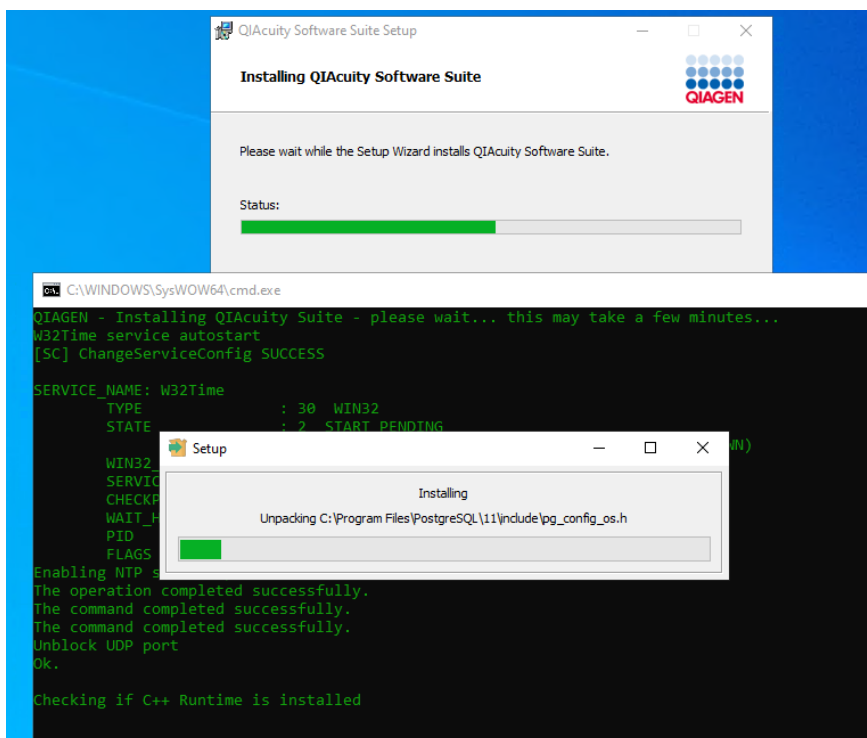 QIAcuity Software Suite Setup
Installing QIAcuity Software Suite
QIAGEN
Please wait while the Setup Wizard installs QIAcuity Software Suite.
Status:
C:\WINDOWS\SysWOW64\cmd.exe
QIAGEN - Installing QIAcuity Suite - please wait... this may take a few minutes...
W32Time service autostart
[SC] ChangeServiceConfig SUCCESS
SERVICE_NAME: W32Time
TYPE : 30 WIN32
STATE : 2 START_PENDING
WIN32_
SERVIC
CHECKP
WAIT_H
PID
FLAGS
Setup
Installing
Unpacking C:\Program Files\PostgreSQL\11\include\pg_config_os.h
Enabling NTP s
The operation completed successfully.
The command completed successfully.
The command completed successfully.
Unblock UDP port
Ok.
Checking if C++ Runtime is installed